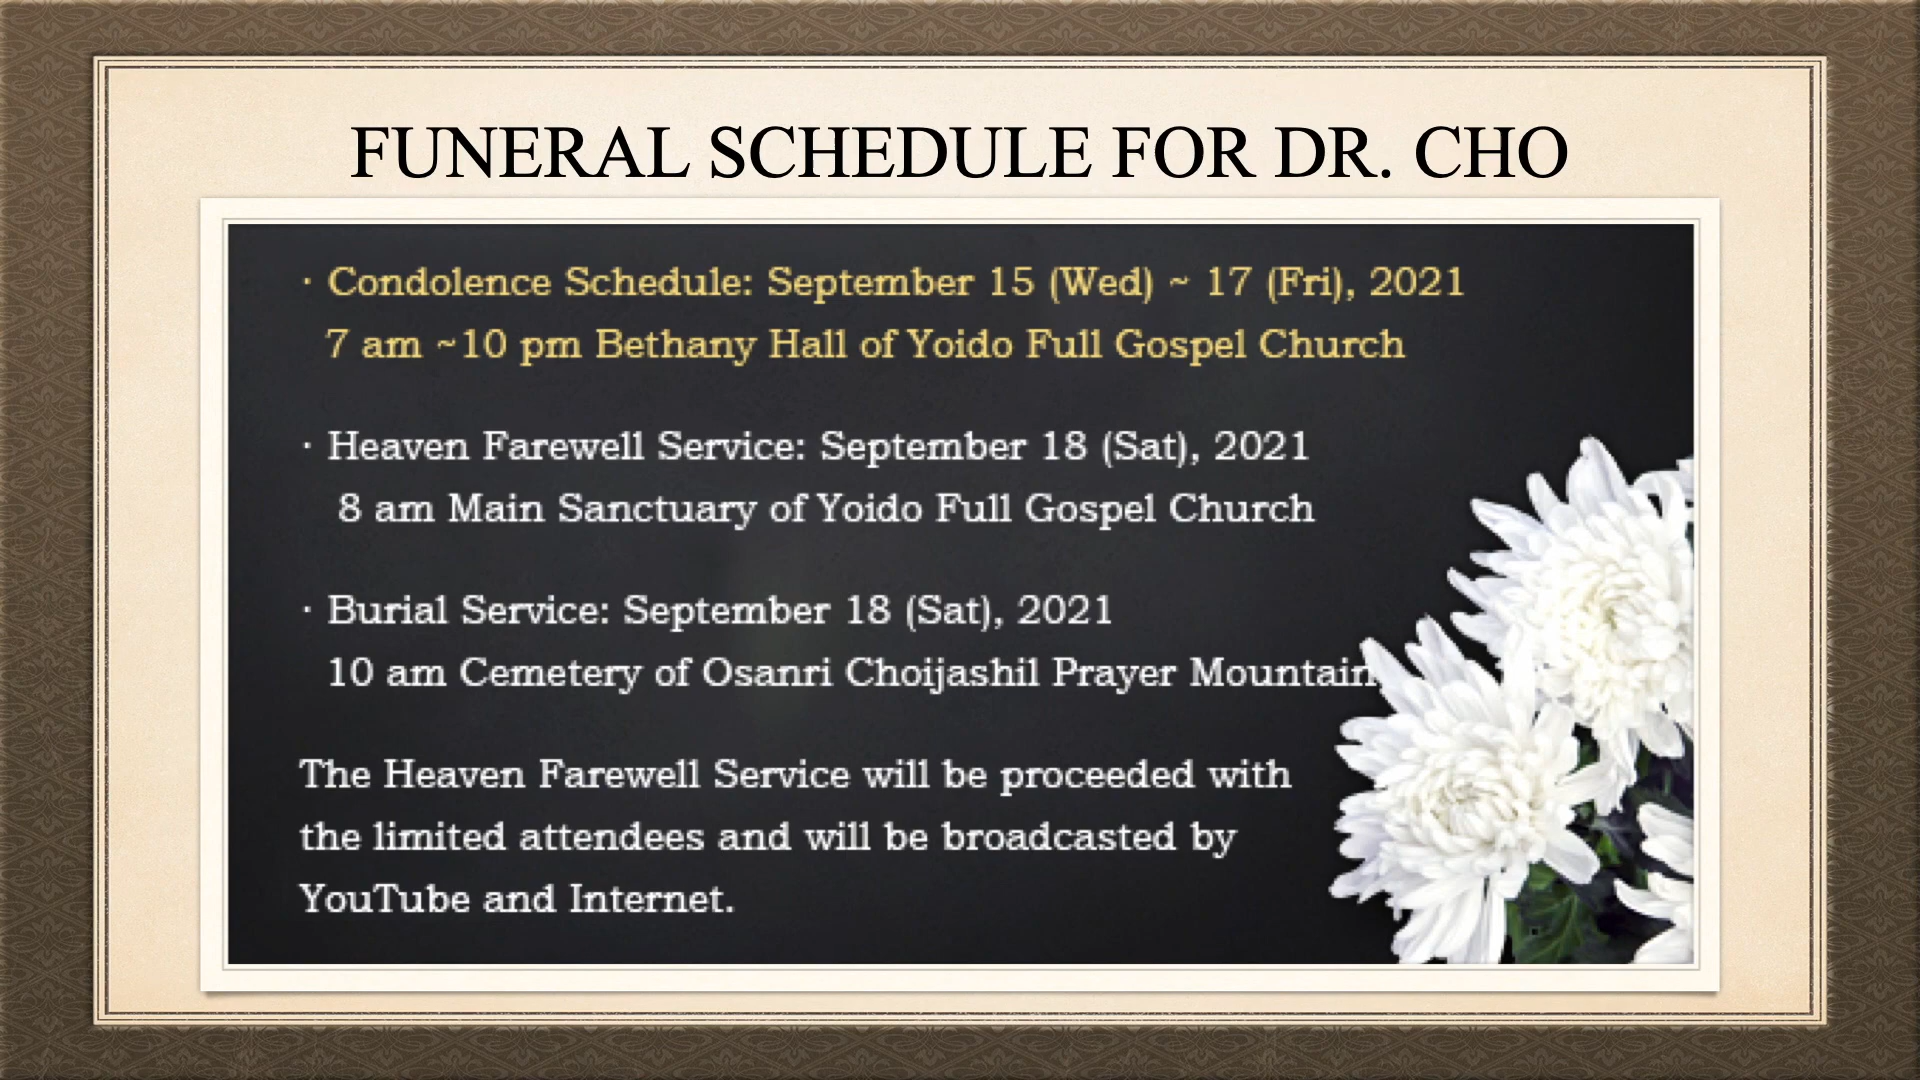 FUNERAL SCHEDULE FOR DR. CHO
· Condolence Schedule: September 15 (Wed) ~ 17 (Fri), 2021
7 am ~10 pm Bethany Hall of Yoido Full Gospel Church
· Heaven Farewell Service: September 18 (Sat), 2021
8 am Main Sanctuary of Yoido Full Gospel Church
· Burial Service: September 18 (Sat), 2021
10 am Cemetery of Osanri Choijashil Prayer Mountain
The Heaven Farewell Service will be proceeded with
the limited attendees and will be broadcasted by
YouTube and Internet.